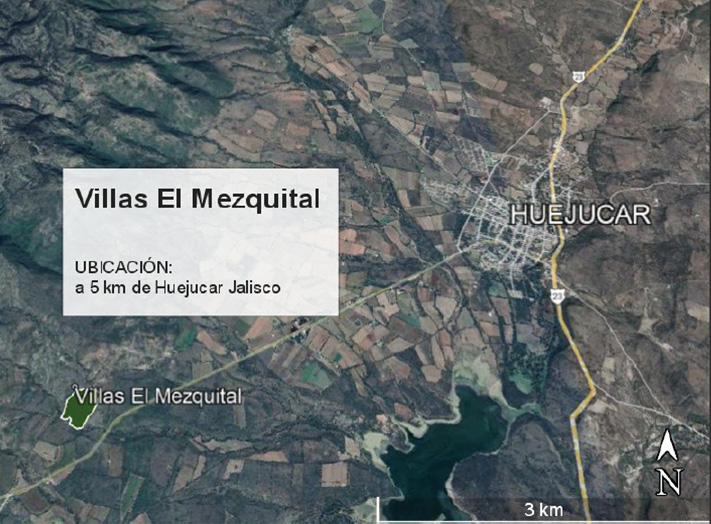 23
Villas El Mezquital
HUEJUCAR
UBICACIÓN:
a 5 km de Huejucar Jalisco
23
Villas El Mezquital
N
3 km